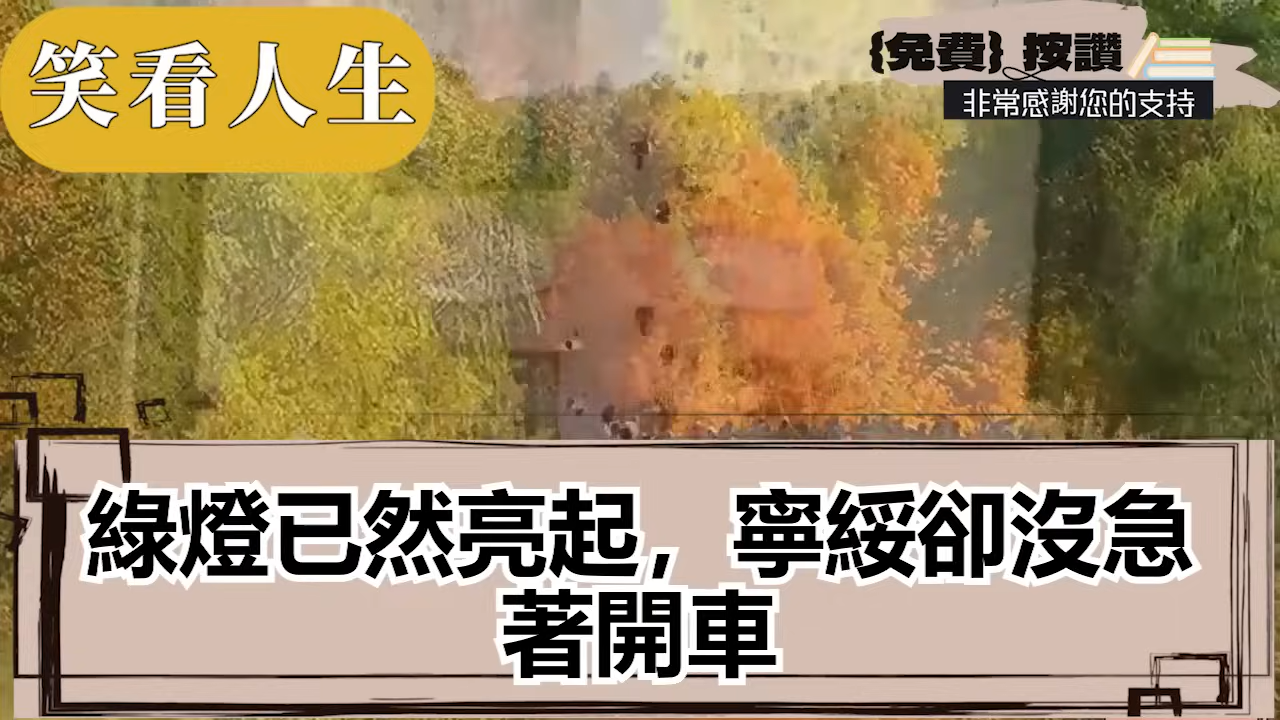 笑看人生
{免費} 按讚
非常感謝您的支持
綠燈已然亮起，寧綏卻沒急
著開車